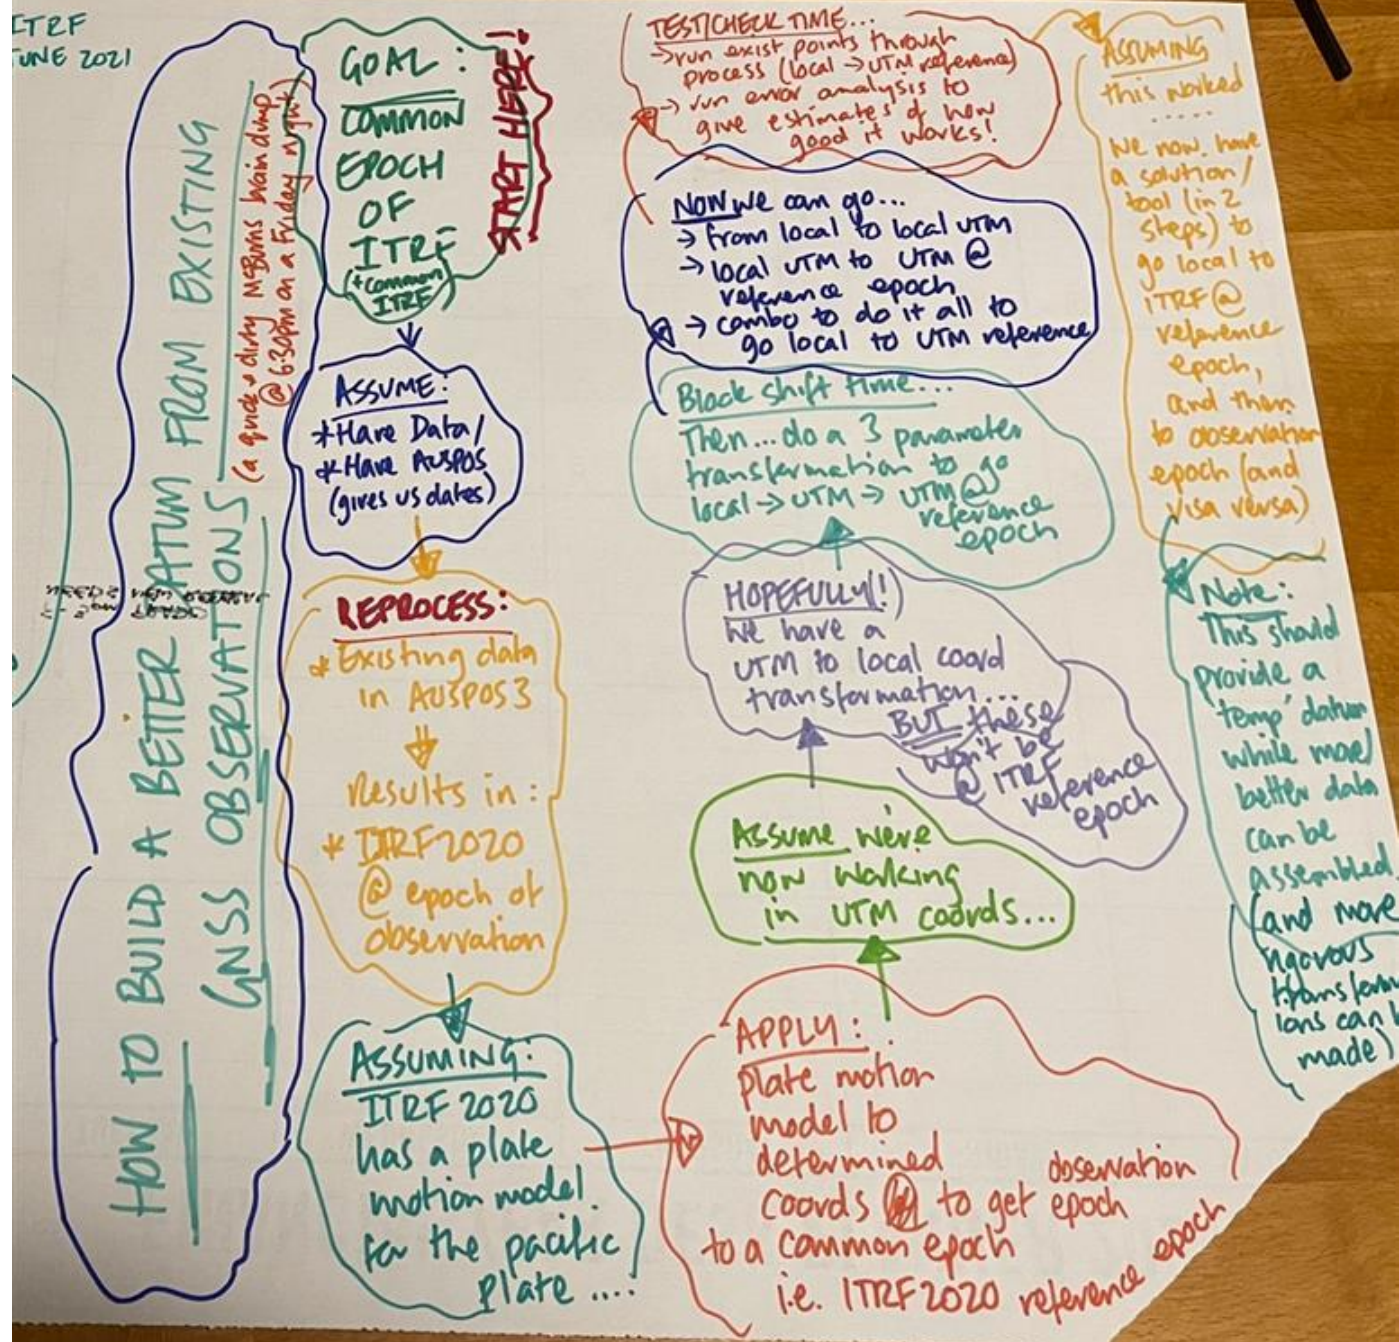 ITRF
JUNE 2021
HOW TO BUILD A BETTER DATUM FROM EXISTING
GNSS OBSERVATIONS
(a quick & dirty McBurns brain dump
@ 6:30pm on a Friday night)
START HERE!
GOAL:
COMMON
EPOCH
OF
ITRF
(+ common
ITRF)
ASSUME:
* Have Data/
* Have AUSPOS
(gives us dates)
REPROCESS:
* Existing data
in AUSPOS3
Results in:
* ITRF2020
@ epoch of
observation
ASSUMING:
ITRF 2020
has a plate
motion model
for the pacific
plate ....
APPLY:
plate motion
model to
determined
coords to get observation epoch
to a common epoch
i.e. ITRF2020 reference epoch
ASSUME we're
now working
in UTM coords...
HOPEFULLY(!)
We have a
UTM to local coord
transformation...
BUT these
won't be
@ ITRF
reference
epoch
Block shift time...
Then... do a 3 parameter
transformation to go
local → UTM → UTM @
reference
epoch
NOW we can go...
→ from local to local UTM
→ local UTM to UTM @
reference epoch
→ combo to do it all to
go local to UTM reference
TEST/CHECK TIME...
→ run exist points through
process (local → UTM reference)
→ run error analysis to
give estimates of how
good it works!
ASSUMING
this worked
.....
We now have
a solution/
tool (in 2
steps) to
go local to
ITRF @
reference
epoch,
and then
to observation
epoch (and
visa versa)
Note:
This should
provide a
'temp' datum
while more/
better data
can be
assembled
(and more
rigorous
transformat
ions can b
made)